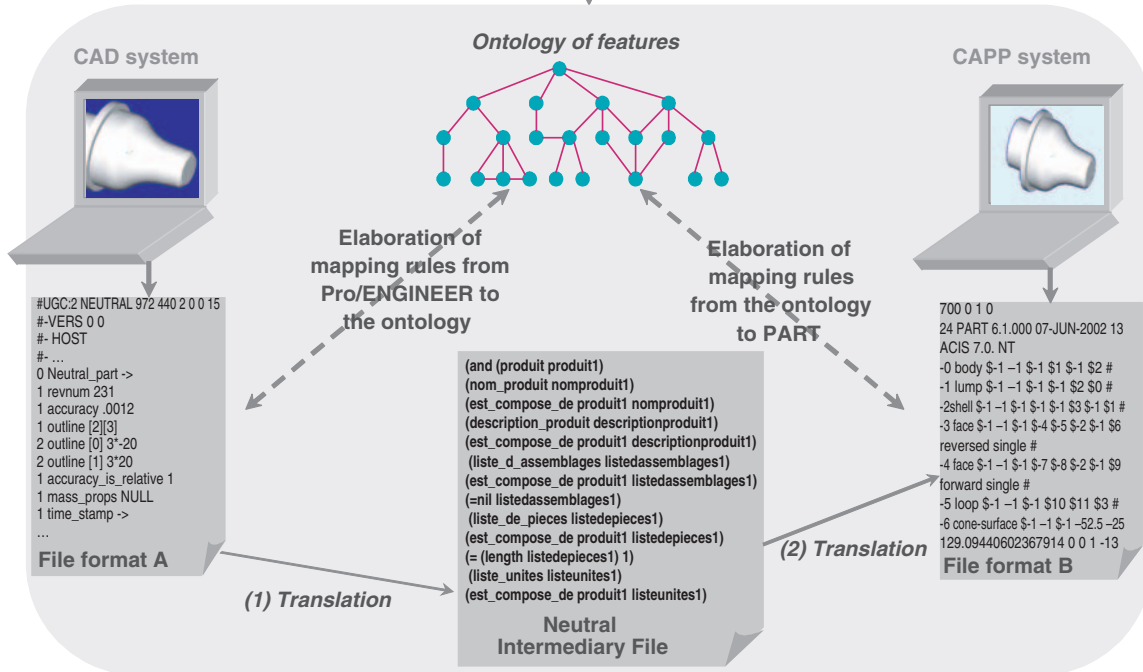 Ontology of features
CAD system
CAPP system
Elaboration of
mapping rules from
Pro/ENGINEER to
the ontology
Elaboration of
mapping rules
from the ontology
to PART
#UGC:2 NEUTRAL 972 440 2 0 0 15
#-VERS 0 0
#- HOST
#- ...
0 Neutral_part ->
1 revnum 231
1 accuracy .0012
1 outline [2][3]
2 outline [0] 3*-20
2 outline [1] 3*20
1 accuracy_is_relative 1
1 mass_props NULL
1 time_stamp ->
...
File format A
(1) Translation
(and (produit produit1)
(nom_produit nomproduit1)
(est_compose_de produit1 nomproduit1)
(description_produit descriptionproduit1)
(est_compose_de produit1 descriptionproduit1)
(liste_d_assemblages listedassemblages1)
(est_compose_de produit1 listedassemblages1)
(=nil listedassemblages1)
(liste_de_pieces listedepieces1)
(est_compose_de produit1 listedepieces1)
(= (length listedepieces1) 1)
(liste_unites listeunites1)
(est_compose_de produit1 listeunites1)
Neutral
Intermediary File
(2) Translation
700 0 1 0
24 PART 6.1.000 07-JUN-2002 13
ACIS 7.0. NT
-0 body $-1 –1 $-1 $1 $-1 $2 #
-1 lump $-1 –1 $-1 $-1 $2 $0 #
-2shell $-1 –1 $-1 $-1 $-1 $3 $-1 $1 #
-3 face $-1 –1 $-1 $-4 $-5 $-2 $-1 $6
reversed single #
-4 face $-1 –1 $-1 $-7 $-8 $-2 $-1 $9
forward single #
-5 loop $-1 –1 $-1 $10 $11 $3 #
-6 cone-surface $-1 –1 $-1 –52.5 –25
129.09440602367914 0 0 1 -13
File format B